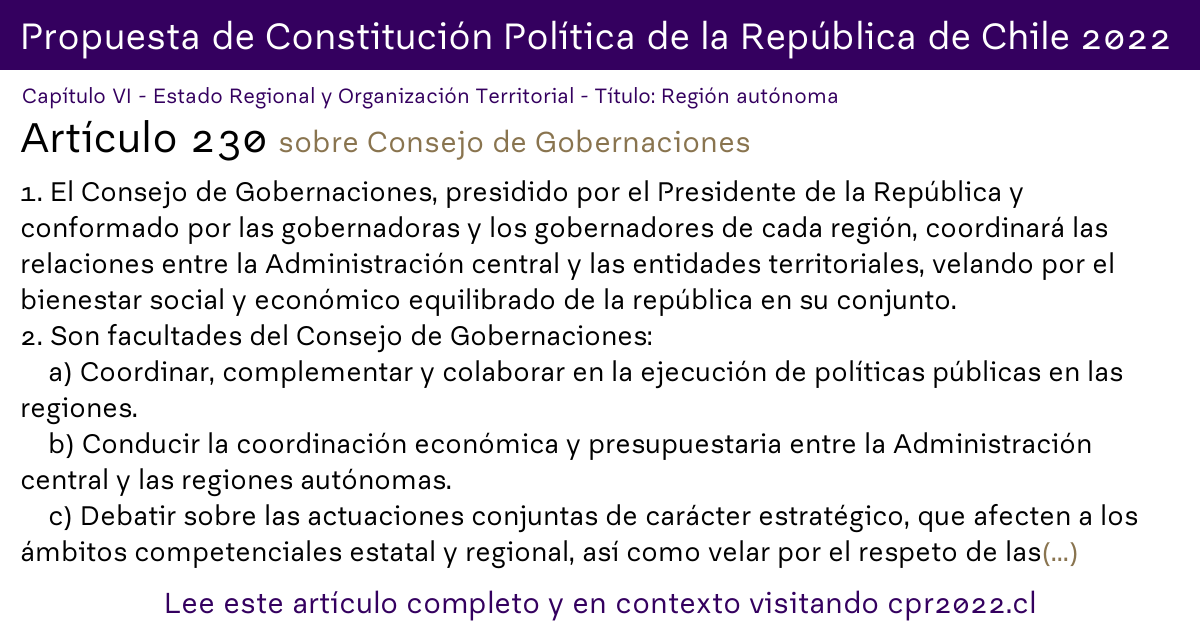 Propuesta de Constitución Política de la República de Chile 2022
Capítulo VI - Estado Regional y Organización Territorial - Título: Región autónoma
Artículo 230 sobre Consejo de Gobernaciones
1. El Consejo de Gobernaciones, presidido por el Presidente de la República y
conformado por las gobernadoras y los gobernadores de cada región, coordinará las
relaciones entre la Administración central y las entidades territoriales, velando por el
bienestar social y económico equilibrado de la república en su conjunto.
2. Son facultades del Consejo de Gobernaciones:
a) Coordinar, complementar y colaborar en la ejecución de políticas públicas en las
regiones.
b) Conducir la coordinación económica y presupuestaria entre la Administración
central y las regiones autónomas.
c) Debatir sobre las actuaciones conjuntas de carácter estratégico, que afecten a los
ámbitos competenciales estatal y regional, así como velar por el respeto de las(...)
Lee este artículo completo y en contexto visitando cpr2022.cl